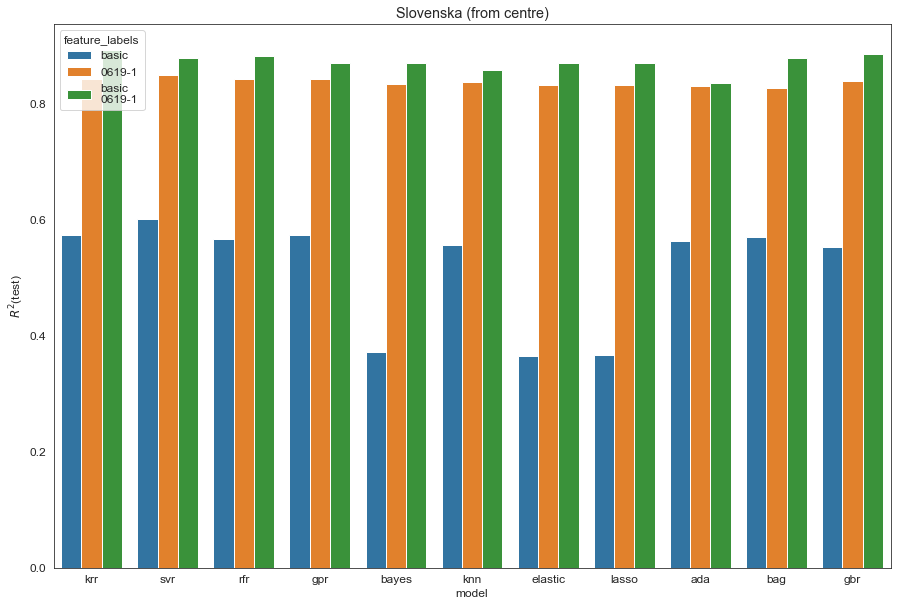 Slovenska (from centre)
feature_labels
basic
0619-1
basic
0619-1
R²(test)
0.8
0.6
0.4
0.2
0.0
krr svr rfr gpr bayes knn elastic lasso ada bag gbr
model